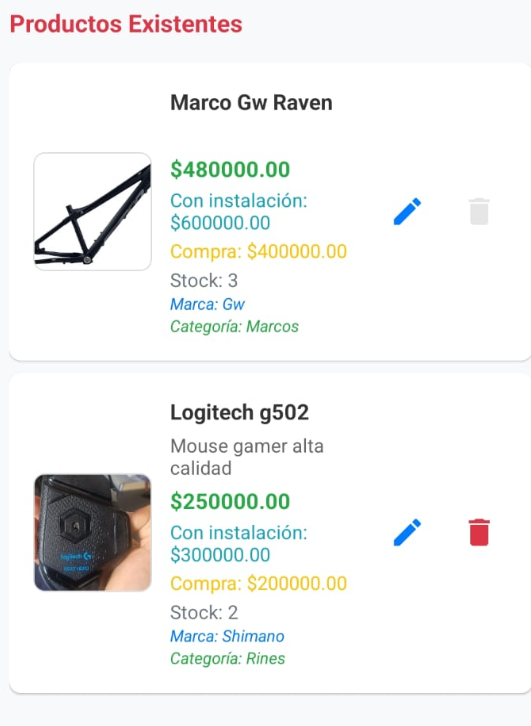 Productos Existentes
Marco Gw Raven
$480000.00
Con instalación:
$600000.00
Compra: $400000.00
Stock: 3
Marca: Gw
Categoría: Marcos
Logitech g502
Mouse gamer alta
calidad
$250000.00
Con instalación:
$300000.00
Compra: $200000.00
Stock: 2
Marca: Shimano
Categoría: Rines
logitech G